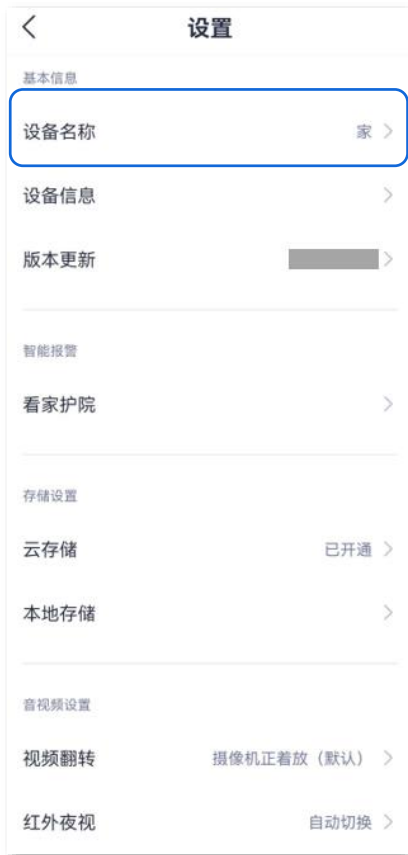 设置
基本信息
设备名称 家
设备信息
版本更新
智能报警
看家护院
存储设置
云存储 已开通
本地存储
音视频设置
视频翻转 摄像机正着放（默认）
红外夜视 自动切换